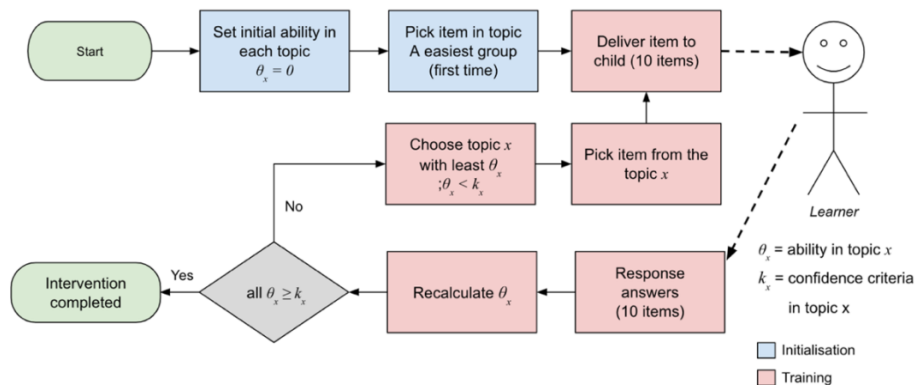 Start
Set initial ability in
each topic
θₓ = 0
Pick item in topic
A easiest group
(first time)
Deliver item to
child (10 items)
Choose topic x
with least θₓ
;θₓ < kₓ
Pick item from the
topic x
Learner
No
Yes
Intervention
completed
all θₓ ≥ kₓ
Recalculate θₓ
Response
answers
(10 items)
θₓ = ability in topic x
kₓ = confidence criteria
in topic x
Initialisation
Training